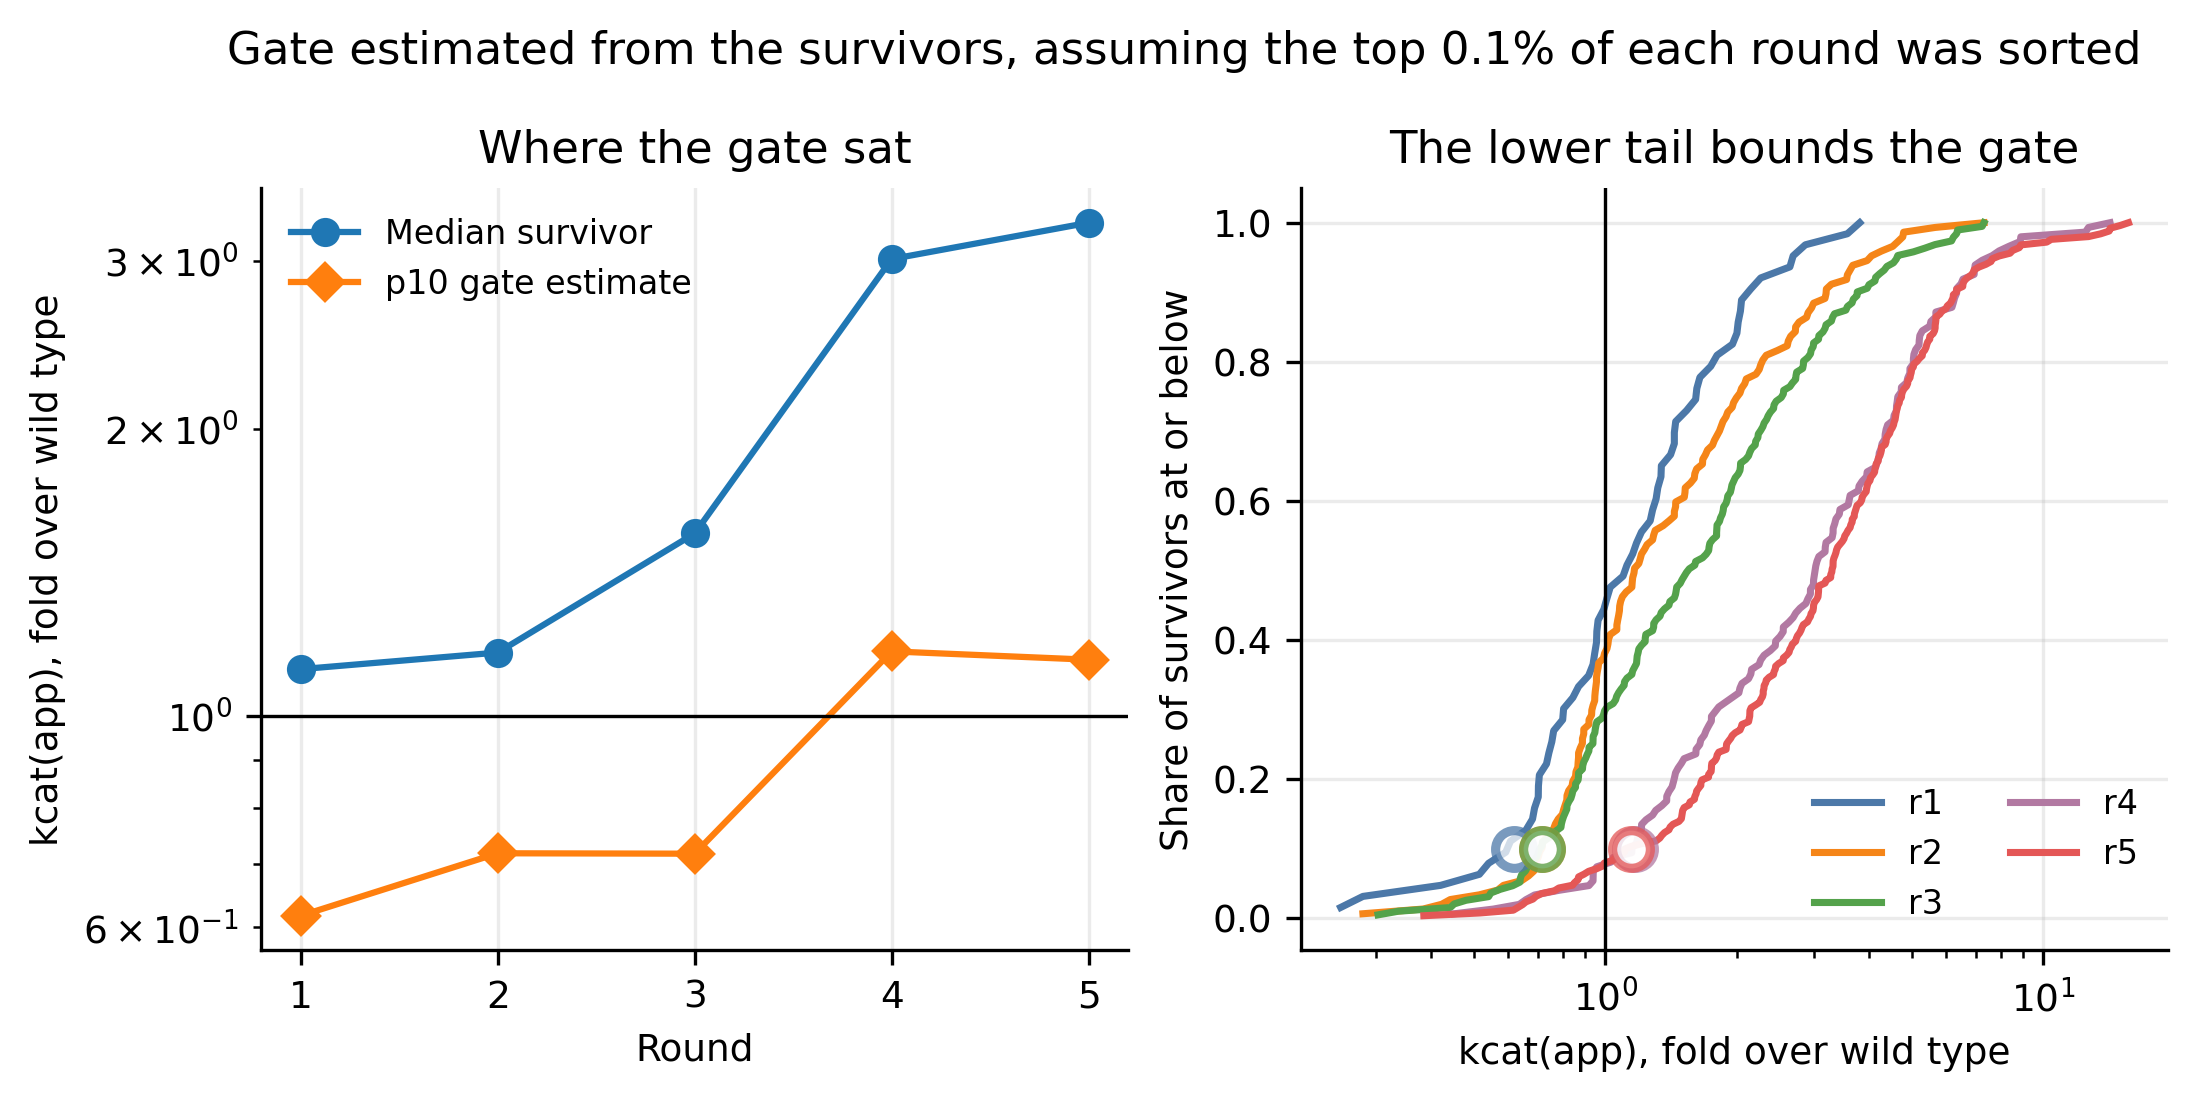 Gate estimated from the survivors, assuming the top 0.1% of each round was sorted
Where the gate sat
kcat(app), fold over wild type
3 × 10⁰
2 × 10⁰
10⁰
6 × 10⁻¹
Median survivor
p10 gate estimate
1 2 3 4 5
Round
The lower tail bounds the gate
Share of survivors at or below
1.0
0.8
0.6
0.4
0.2
0.0
r1 r4
r2 r5
r3
10⁰ 10¹
kcat(app), fold over wild type